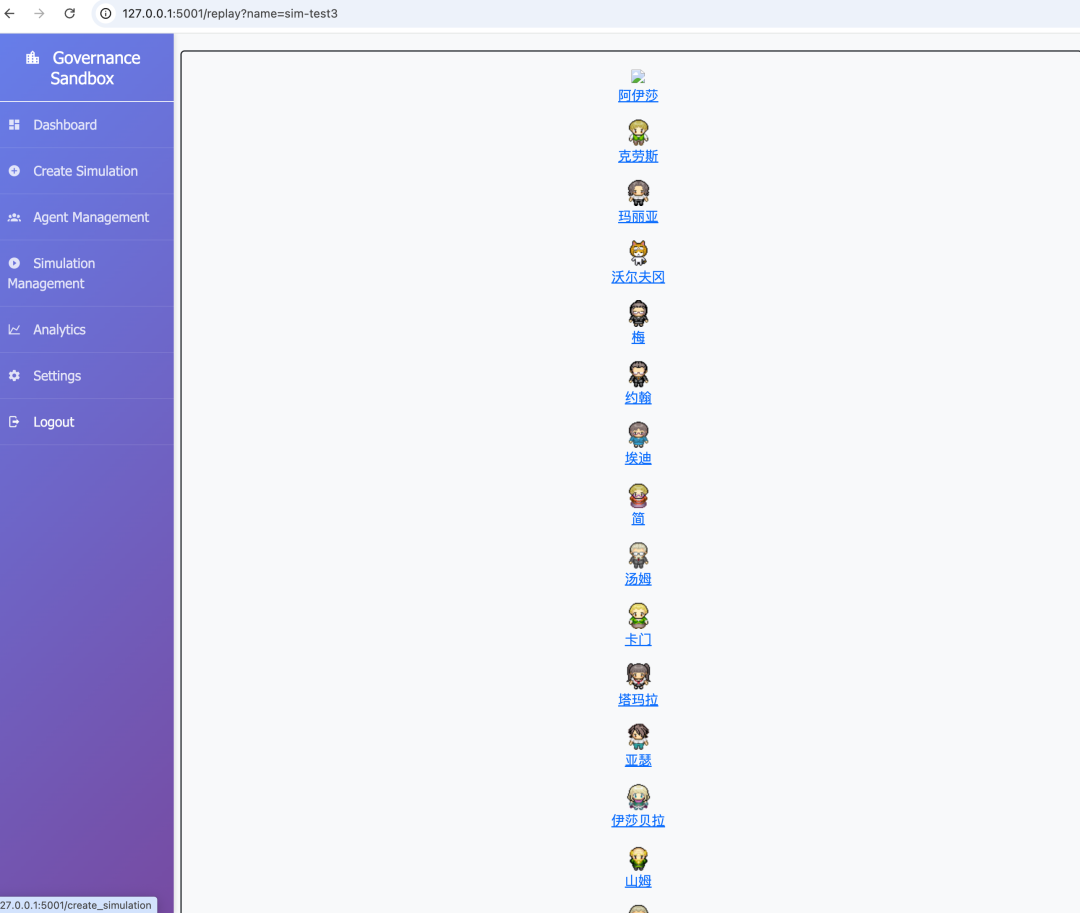 127.0.0.1:5001/replay?name=sim-test3
Governance
Sandbox
Dashboard
Create Simulation
Agent Management
Simulation
Management
Analytics
Settings
Logout
阿伊莎
克劳斯
玛丽亚
沃尔夫冈
梅
约翰
埃迪
简
汤姆
卡门
塔玛拉
亚瑟
伊莎贝拉
山姆
27.0.0.1:5001/create_simulation